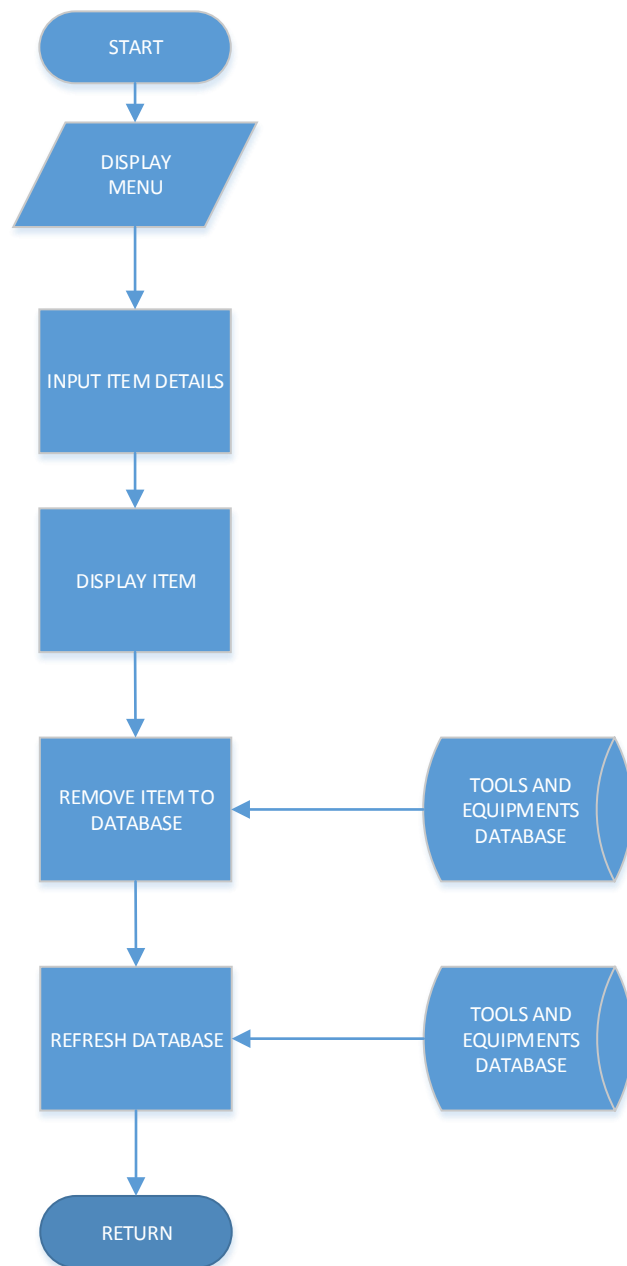 START
DISPLAY
MENU
INPUT ITEM DETAILS
DISPLAY ITEM
REMOVE ITEM TO
DATABASE
TOOLS AND
EQUIPMENTS
DATABASE
REFRESH DATABASE
TOOLS AND
EQUIPMENTS
DATABASE
RETURN